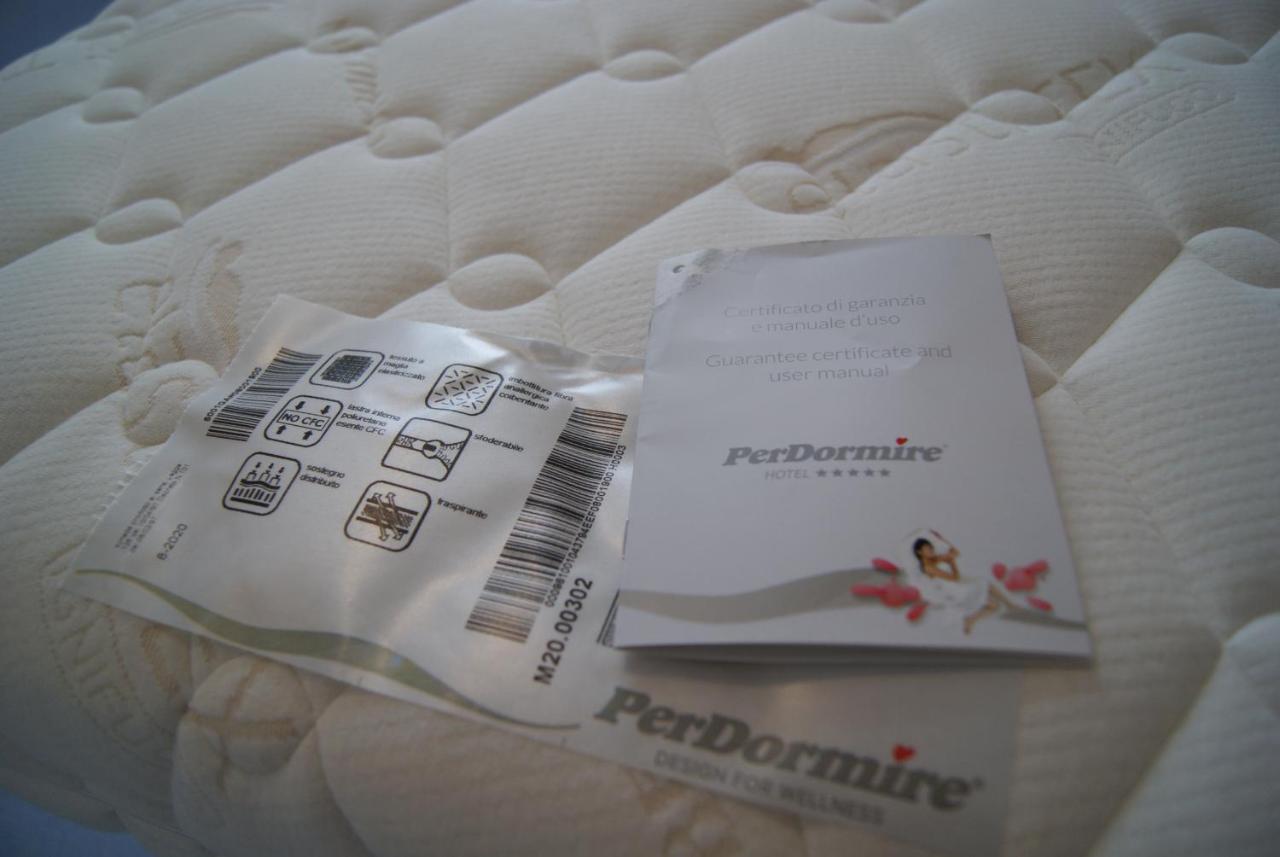 tessuto a
maglia
elasticizzato
imbottitura fibra
anallergica
coibentante
NO CFC
lastra interna
poliuretano
esente CFC
sfoderabile
sostegno
distribuito
traspirante
8-2020
M20.00302
Certificato di garanzia
e manuale d'uso
Guarantee certificate and
user manual
PerDormire®
HOTEL ★★★★★
PerDormire®
DESIGN FOR WELLNESS